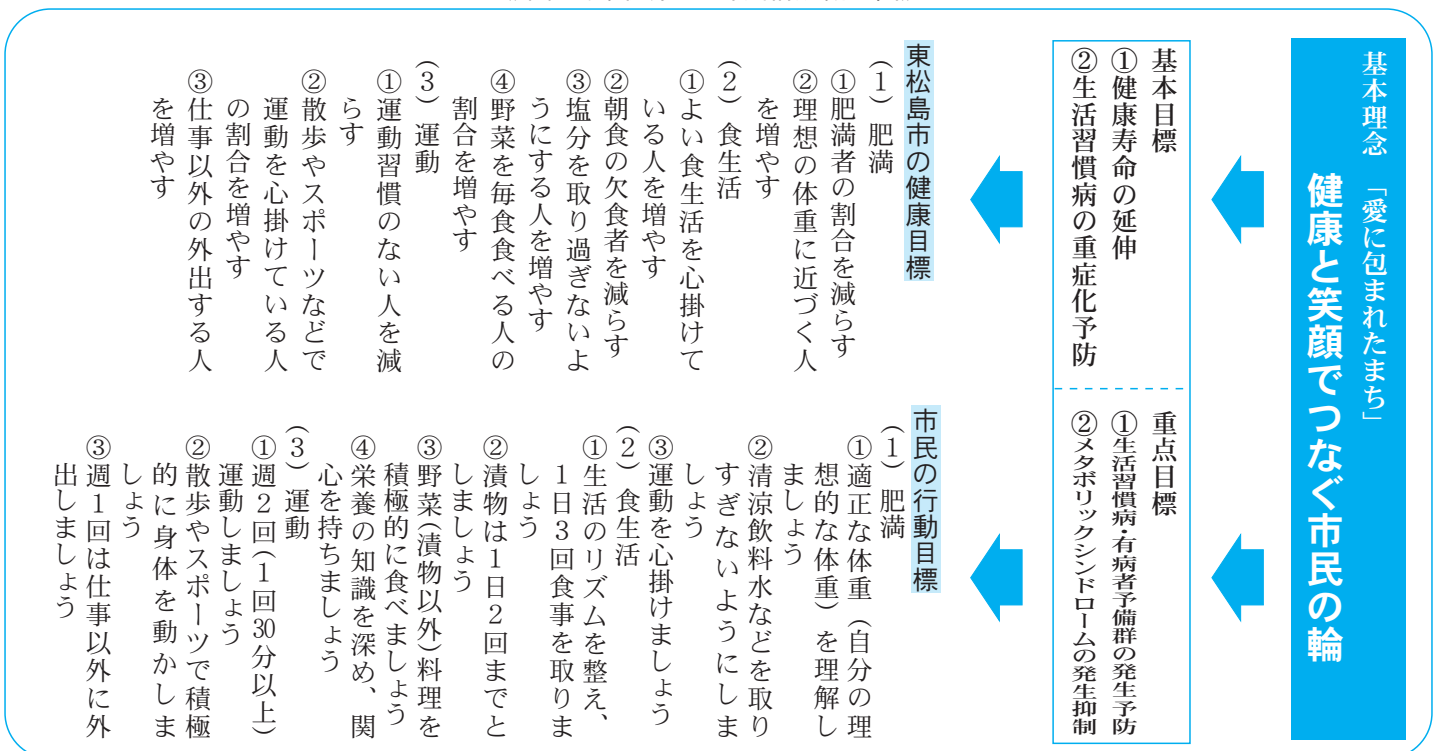 基本理念 「愛に包まれたまち」
健康と笑顔でつなぐ市民の輪
基本目標
①健康寿命の延伸
②生活習慣病の重症化予防
重点目標
①生活習慣病・有病者予備群の発生予防
②メタボリックシンドロームの発生抑制
東松島市の健康目標
(1) 肥満
①肥満者の割合を減らす
②理想の体重に近づく人
を増やす
(2) 食生活
①よい食生活を心掛けて
いる人を増やす
②朝食の欠食者を減らす
③塩分を取り過ぎないよ
うにする人を増やす
④野菜を毎食食べる人の
割合を増やす
(3) 運動
①運動習慣のない人を減
らす
②散歩やスポーツなどで
運動を心掛けている人
の割合を増やす
③仕事以外の外出する人
を増やす
市民の行動目標
(1) 肥満
①適正な体重(自分の理
想的な体重)を理解し
ましょう
②清涼飲料水などを取り
すぎないようにしま
しょう
③運動を心掛けましょう
(2) 食生活
①生活のリズムを整え、
1日3回食事を取りま
しょう
②漬物は1日2回までと
しましょう
③野菜(漬物以外)料理を
積極的に食べましょう
④栄養の知識を深め、関
心を持ちましょう
(3) 運動
①週2回(1回30分以上)
運動しましょう
②散歩やスポーツで積極
的に身体を動かしま
しょう
③週1回は仕事以外に外
出しましょう